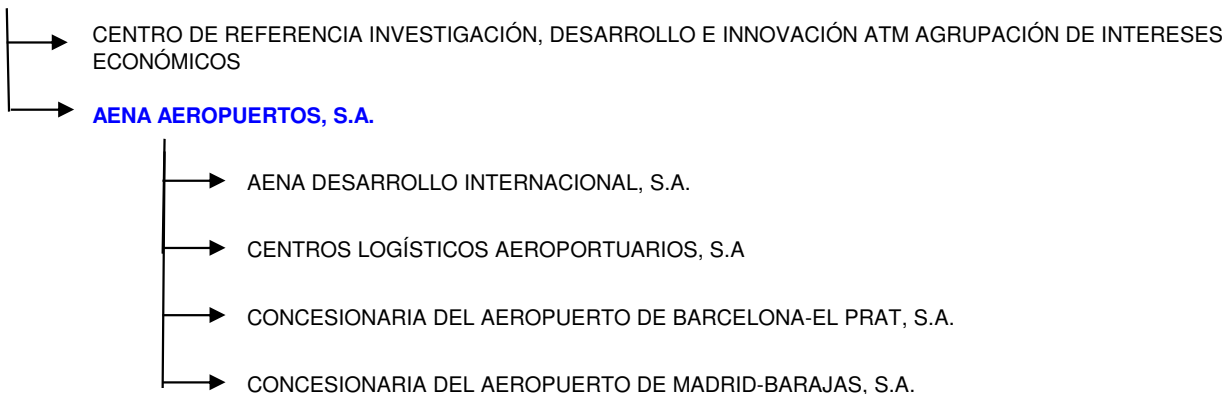 CENTRO DE REFERENCIA INVESTIGACIÓN, DESARROLLO E INNOVACIÓN ATM AGRUPACIÓN DE INTERESES
ECONÓMICOS
AENA AEROPUERTOS, S.A.
AENA DESARROLLO INTERNACIONAL, S.A.
CENTROS LOGÍSTICOS AEROPORTUARIOS, S.A
CONCESIONARIA DEL AEROPUERTO DE BARCELONA-EL PRAT, S.A.
CONCESIONARIA DEL AEROPUERTO DE MADRID-BARAJAS, S.A.